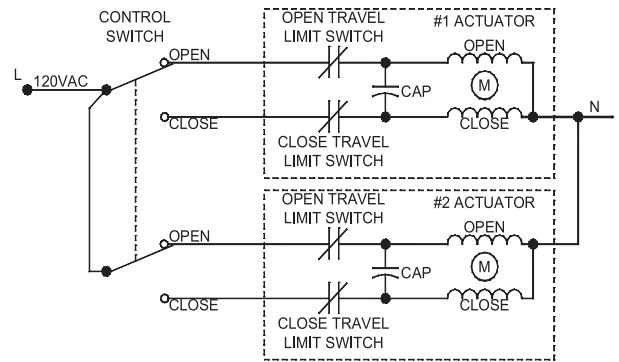 CONTROL
SWITCH
OPEN TRAVEL
LIMIT SWITCH
#1 ACTUATOR
OPEN
OPEN
L
120VAC
M
CAP
N
CLOSE
CLOSE
CLOSE TRAVEL
LIMIT SWITCH
OPEN TRAVEL
LIMIT SWITCH
#2 ACTUATOR
OPEN
OPEN
M
CAP
CLOSE
CLOSE
CLOSE TRAVEL
LIMIT SWITCH